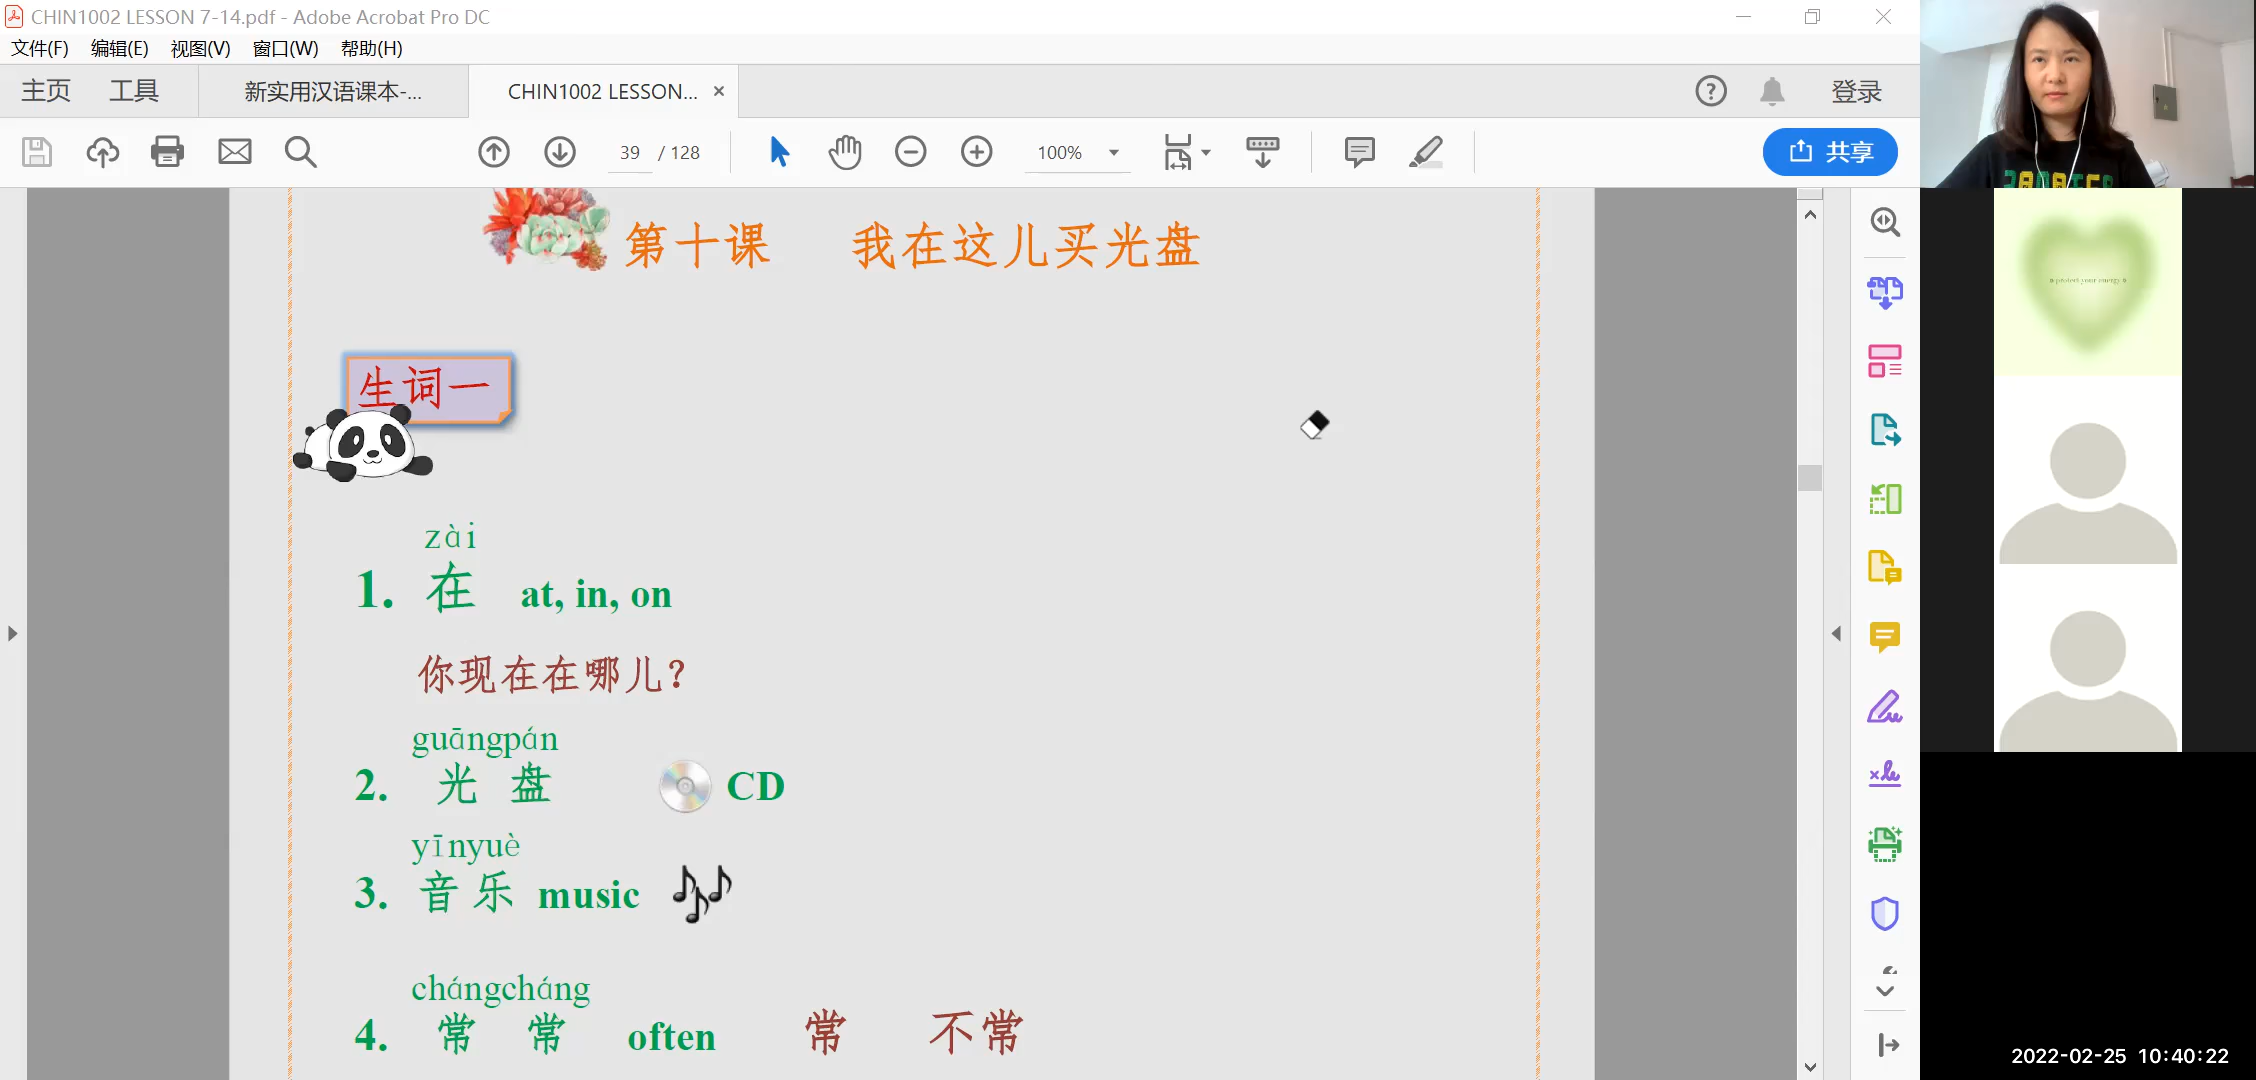 CHIN1002 LESSON 7-14.pdf - Adobe Acrobat Pro DC
文件(F) 编辑(E) 视图(V) 窗口(W) 帮助(H)
主页 工具 新实用汉语课本-... CHIN1002 LESSON... × 登录
39 / 128 100% 共享
第十课 我在这儿买光盘
生词一
zài
1. 在 at, in, on
你现在在哪儿?
guāngpán
2. 光 盘 CD
yīnyuè
3. 音 乐 music
chángcháng
4. 常 常 often 常 不常
protect your energy
2022-02-25 10:40:22